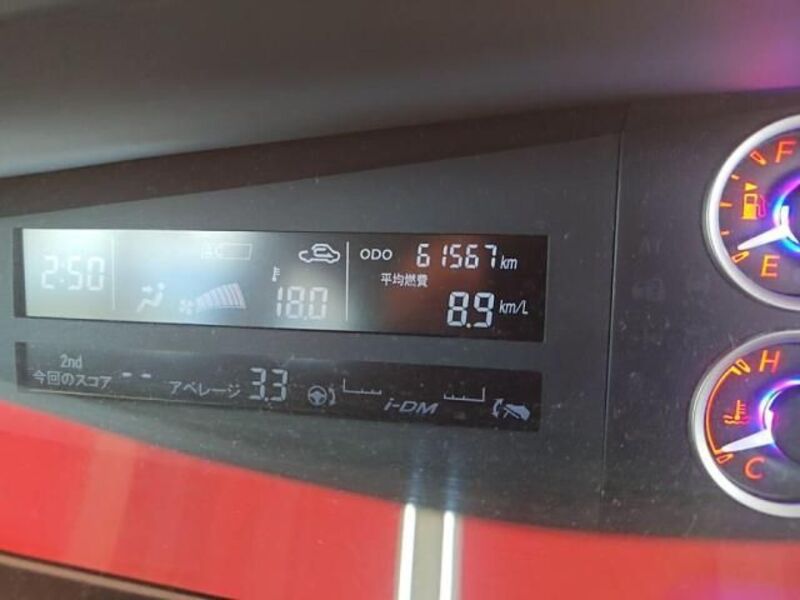 2:50
A/C
18.0
ODO 61567 km
平均燃費
8.9 km/L
2nd
今回のスコア -- アベレージ 3.3
i-DM
F
E
H
C